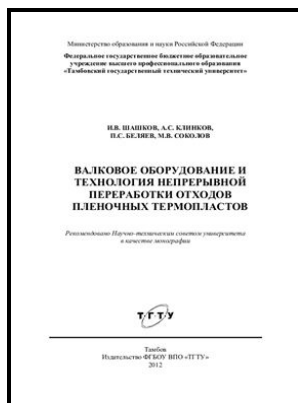 Министерство образования и науки Российской Федерации
Федеральное государственное бюджетное образовательное
учреждение высшего профессионального образования
«Тамбовский государственный технический университет»
И.В. ШАШКОВ, А.С. КЛИНКОВ,
П.С. БЕЛЯЕВ, М.В. СОКОЛОВ
ВАЛКОВОЕ ОБОРУДОВАНИЕ И
ТЕХНОЛОГИЯ НЕПРЕРЫВНОЙ
ПЕРЕРАБОТКИ ОТХОДОВ
ПЛЕНОЧНЫХ ТЕРМОПЛАСТОВ
Рекомендовано Научно-техническим советом университета
в качестве монографии
ТГТУ
Тамбов
Издательство ФГБОУ ВПО «ТГТУ»
2012